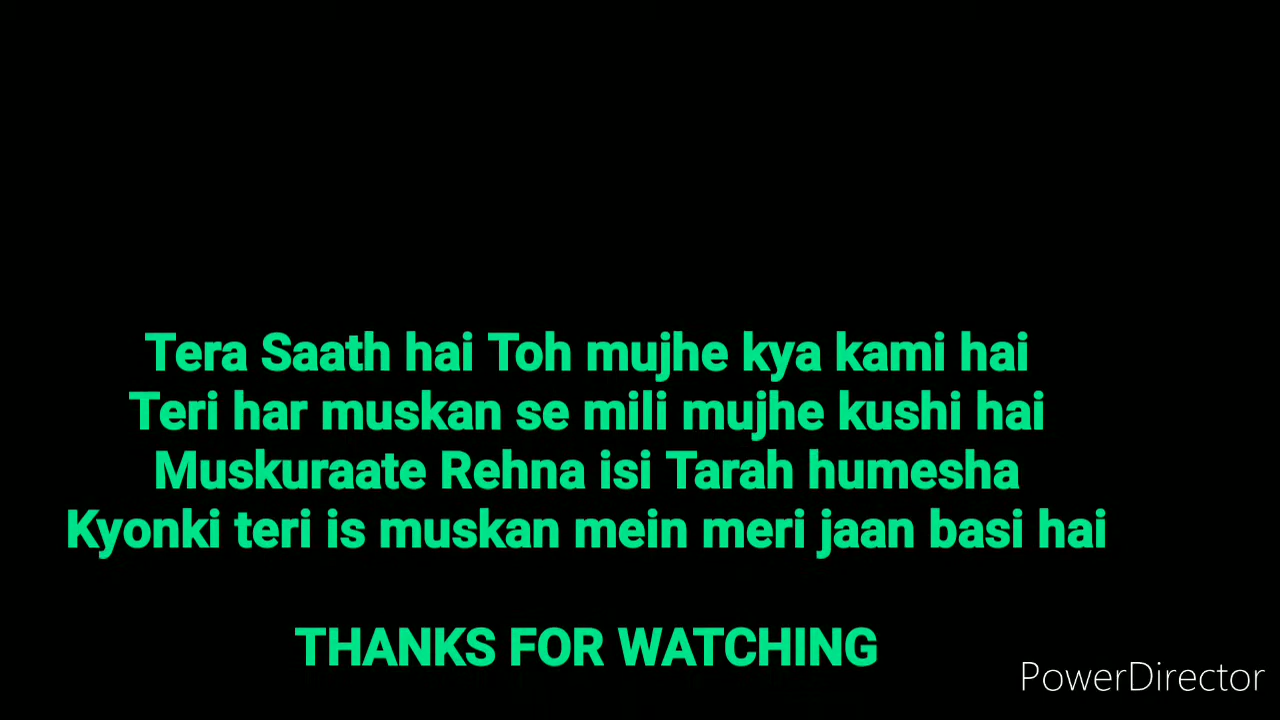 Tera Saath hai Toh mujhe kya kami hai
Teri har muskan se mili mujhe kushi hai
Muskuraate Rehna isi Tarah humesha
Kyonki teri is muskan mein meri jaan basi hai
THANKS FOR WATCHING
PowerDirector